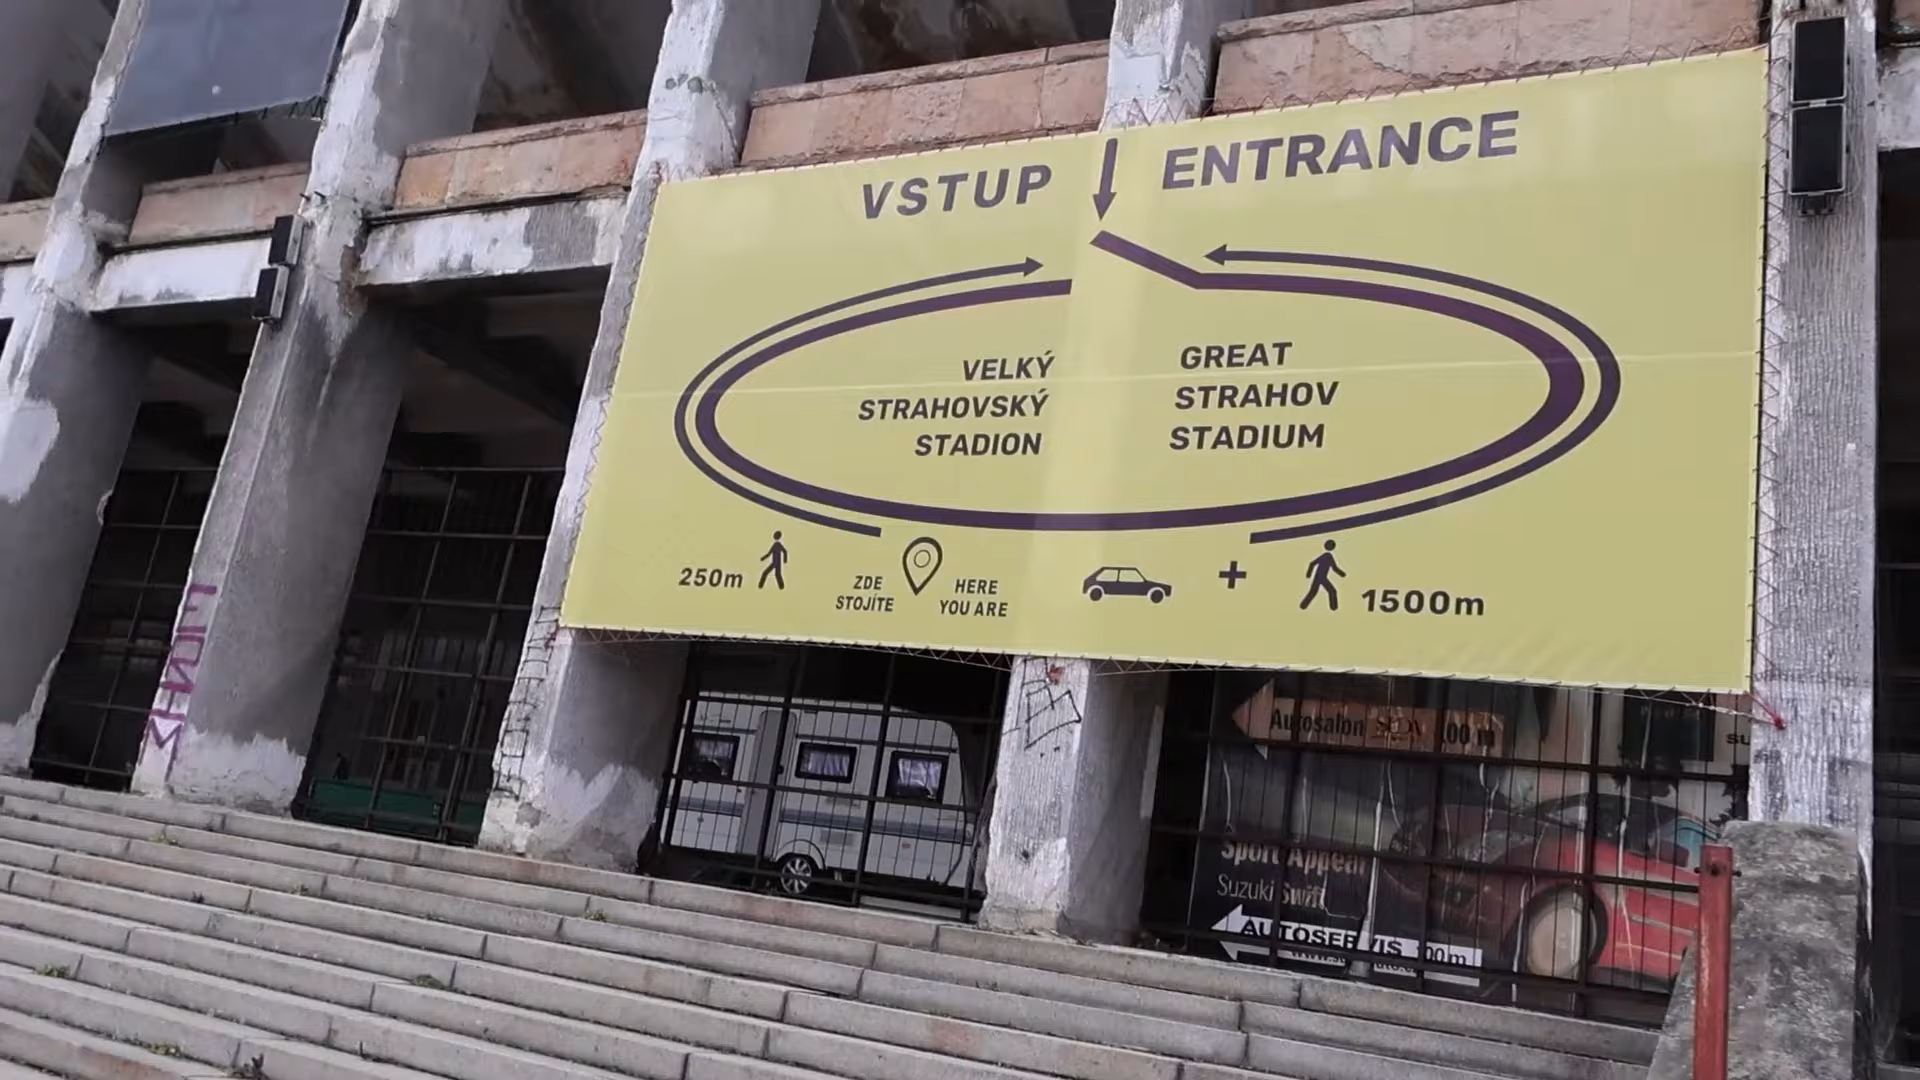 VSTUP ENTRANCE
VELKÝ
STRAHOVSKÝ
STADION
GREAT
STRAHOV
STADIUM
250m
ZDE
STOJÍTE
HERE
YOU ARE
+
1500m
Autosalon
Sport Appeal
Suzuki Swift
AUTOSERVIS